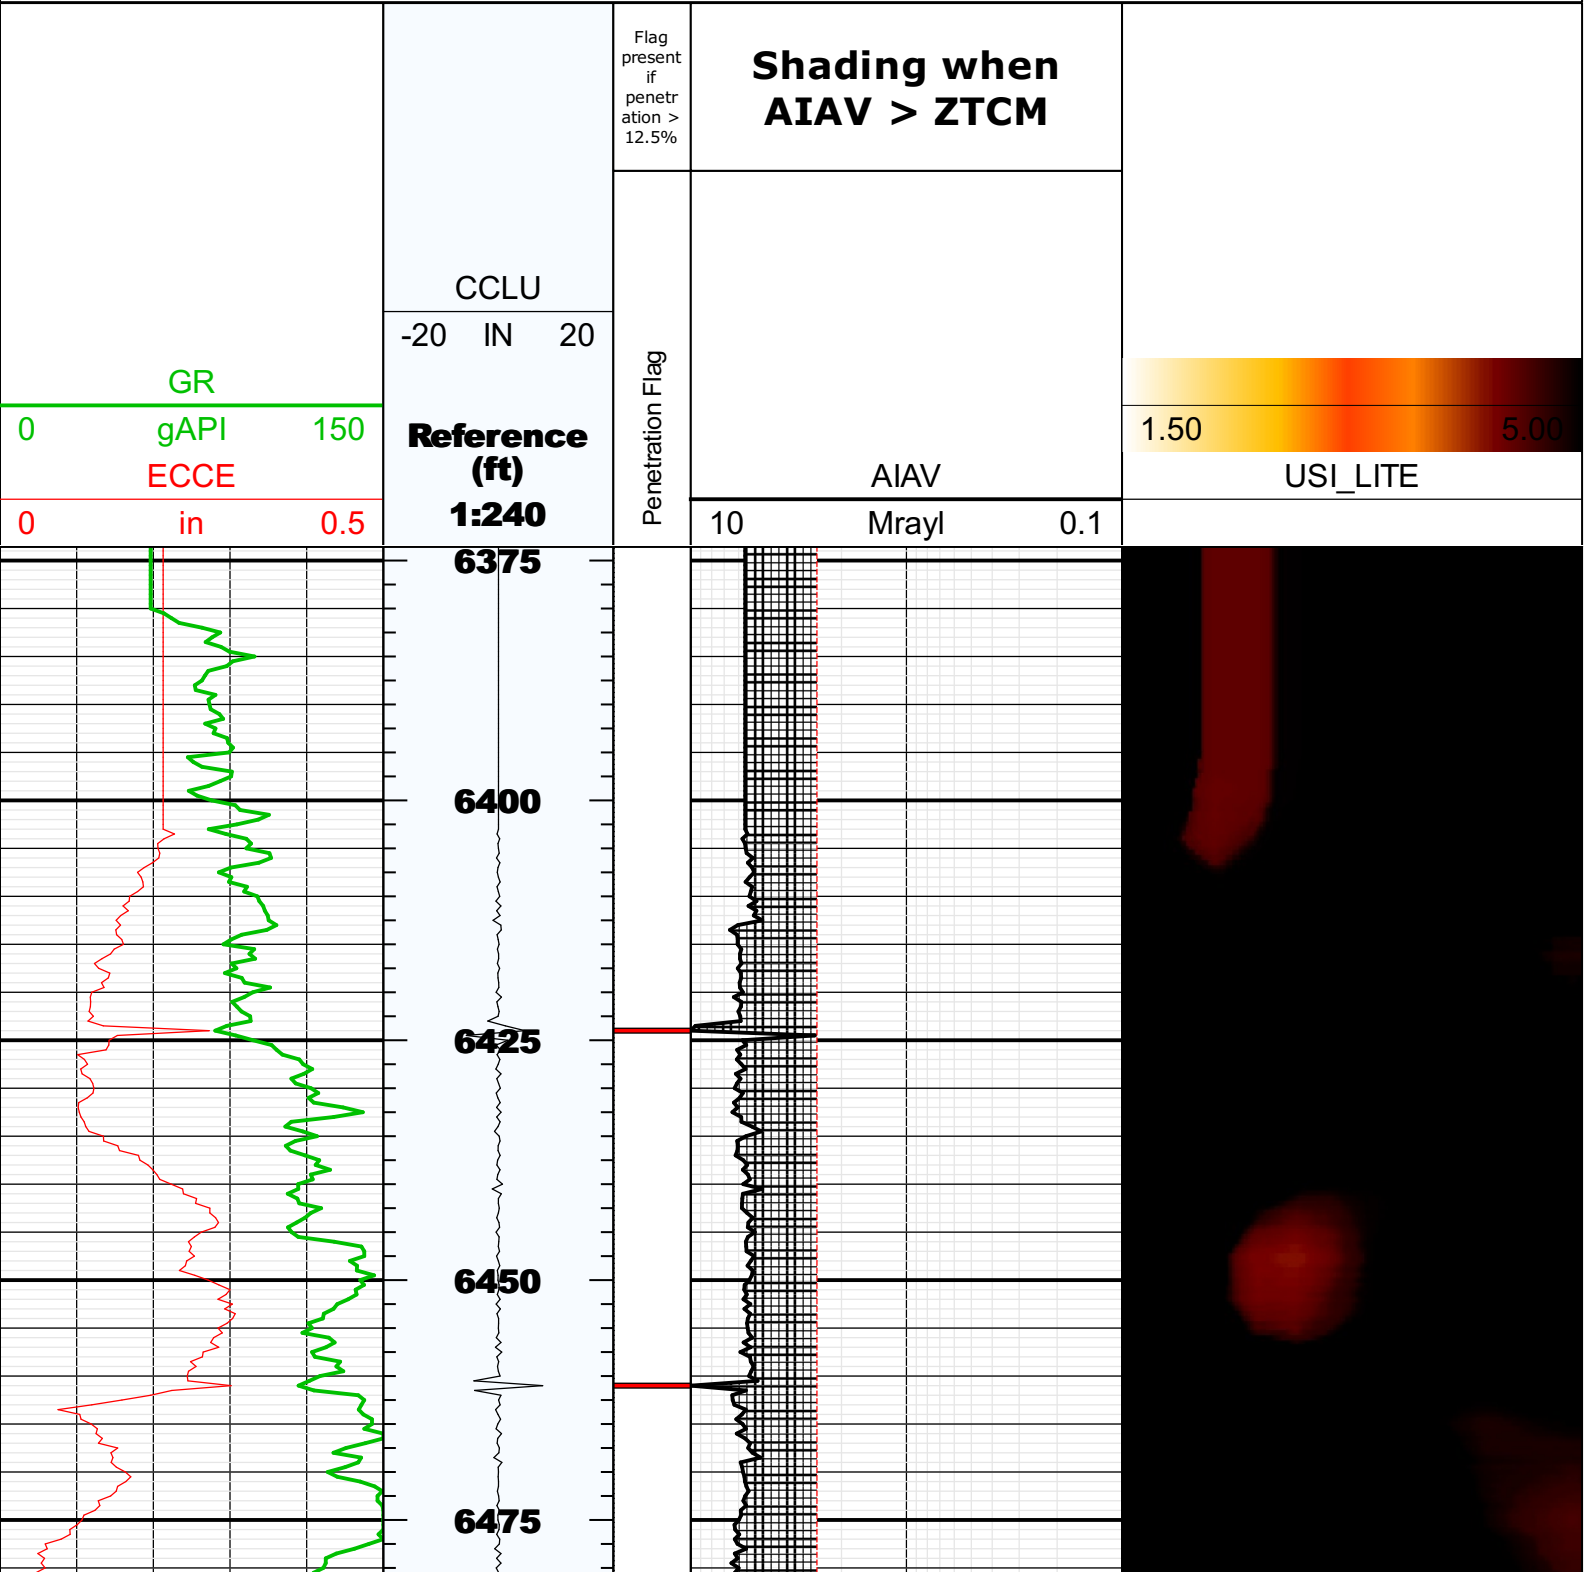 Flag
present
if
penetr
ation >
12.5%
Shading when
AIAV > ZTCM
CCLU
-20 IN 20
GR
0 gAPI 150
ECCE
0 in 0.5
Reference
(ft)
1:240
Penetration Flag
AIAV
10 Mrayl 0.1
1.50 5.00
USI_LITE
6375
6400
6425
6450
6475